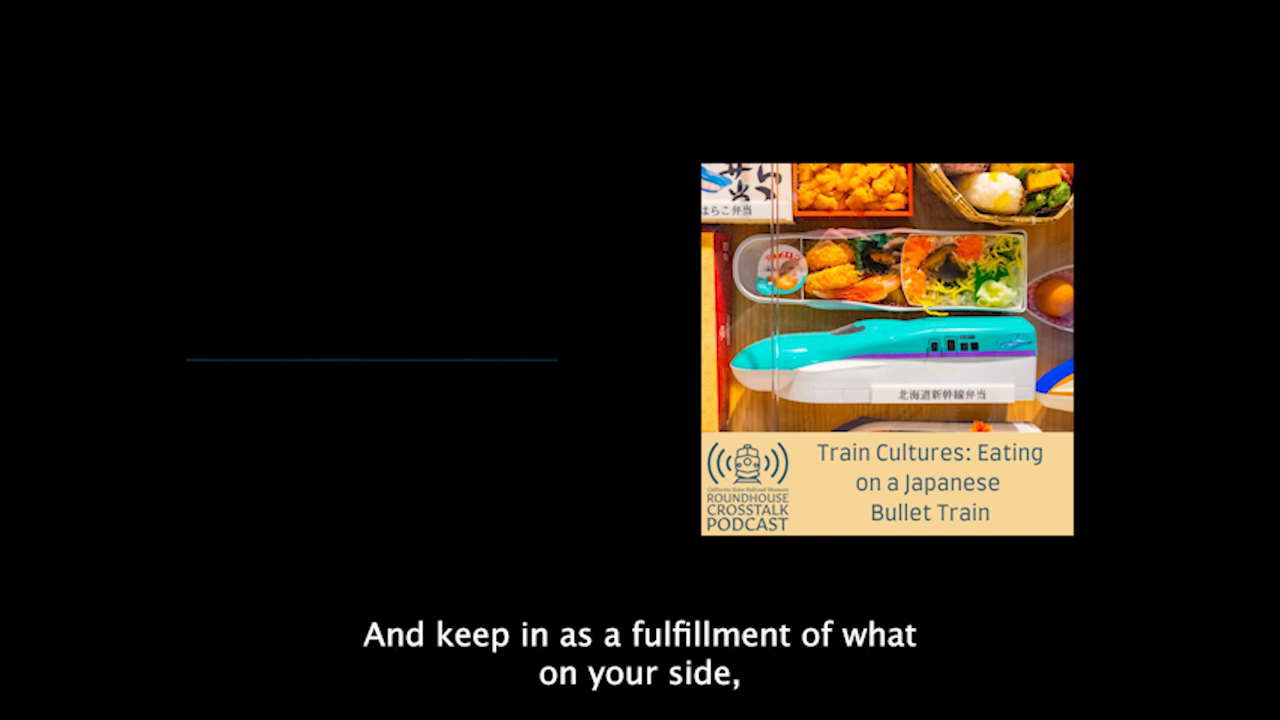 はらこ弁当
北海道新幹線弁当
Train Cultures: Eating
on a Japanese
Bullet Train
California State Railroad Museum
ROUNDHOUSE
CROSSTALK
PODCAST
And keep in as a fulfillment of what
on your side,